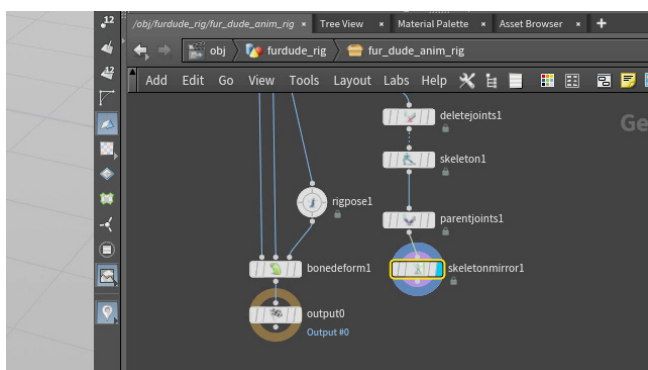 12
/obj/furdude_rig/fur_dude_anim_rig Tree View Material Palette Asset Browser
obj furdude_rig fur_dude_anim_rig
Add Edit Go View Tools Layout Labs Help
deletejoints1
Ge
skeleton1
rigpose1
parentjoints1
bonedeform1
skeletonmirror1
output0
Output #0